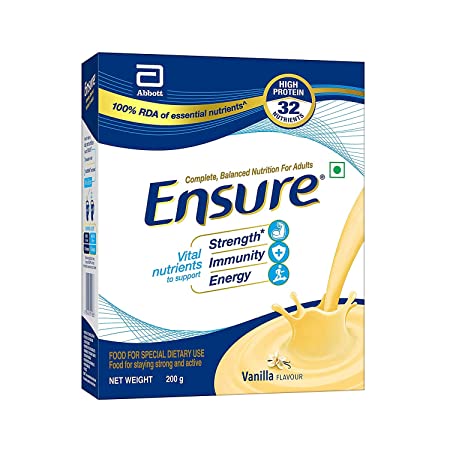 Abbott
100% RDA of essential nutrients^
HIGH PROTEIN
32
NUTRIENTS
Complete, Balanced Nutrition For Adults
Ensure®
Vital
nutrients
to support
Strength*
Immunity
Energy
FOOD FOR SPECIAL DIETARY USE
Food for staying strong and active
NET WEIGHT 200 g
Vanilla FLAVOUR
Ensure